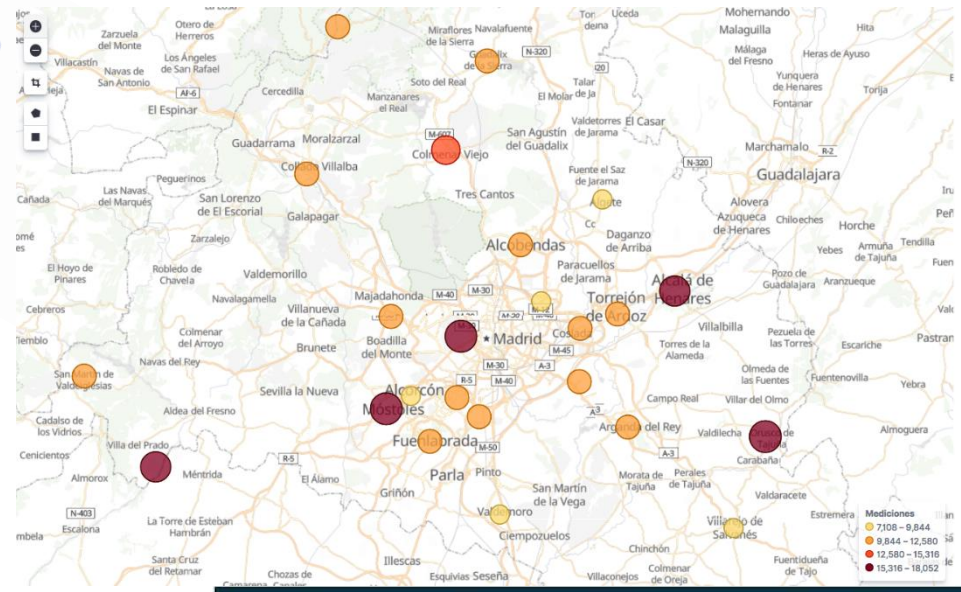 Otero de
Herreros
Miraflores Navalafuente
de la Sierra
Uceda
Mohernando
Malaguilla
Hita
Zarzuela
del Monte
Los Ángeles
de San Rafael
N-320
Málaga
del Fresno
Heras de Ayuso
Villacastín
Navas de
San Antonio
Cercedilla
Soto del Real
Talar
de Ja
El Molar
Yunquera
de Henares
Torija
AI-6
Manzanares
el Real
Fontanar
El Espinar
Valdetorres
de Jarama
El Casar
Guadarrama
Moralzarzal
M-607
San Agustín
del Guadalix
Marchamalo
R-2
Colmenar Viejo
N-320
Collado Villalba
Fuente el Saz
de Jarama
Guadalajara
Peguerinos
Las Navas
del Marqués
San Lorenzo
de El Escorial
Tres Cantos
Algete
Alovera
Cañada
Galapagar
Azuqueca
de Henares
Chiloeches
Horche
Zarzalejo
Daganzo
de Arriba
Alcobendas
Yebes
Armuña
de Tajuña
Tendilla
El Hoyo de
Pinares
Robledo de
Chavela
Valdemorillo
Paracuellos
de Jarama
Alcalá de
Henares
Pozo de
Guadalajara
Aranzueque
Navalagamella
Majadahonda
M-40
M-30
Torrejón
de Ardoz
Cebreros
Villanueva
de la Cañada
M-12
Colmenar
del Arroyo
Brunete
Boadilla
del Monte
Madrid
Coslada
Villalbilla
Pezuela de
las Torres
Escariche
Pastran
M-45
Torres de la
Alameda
Navas del Rey
M-30
A-3
San Martín de
Valdeiglesias
Sevilla la Nueva
Alcorcón
R-5
M-40
Olmeda de
las Fuentes
Fuentenovilla
Yebra
Cadalso de
los Vidrios
Aldea del Fresno
Móstoles
Campo Real
Villar del Olmo
A-3
Arganda del Rey
Valdilecha
Orusco de
Tajuña
Almoguera
Cenicientos
Villa del Prado
Fuenlabrada
M-50
A-3
Carabaña
Almorox
Méntrida
R-5
El Álamo
Parla
Pinto
Morata de
Tajuña
Perales
de Tajuña
Griñón
San Martín
de la Vega
Valdaracete
N-403
Escalona
La Torre de Esteban
Hambrán
Valdemoro
Ciempozuelos
Villarejo de
Salvanés
Estremera
Mediciones
7,108 – 9,844
9,844 – 12,580
12,580 – 15,316
15,316 – 18,052
Santa Cruz
del Retamar
Illescas
Chinchón
Fuentidueña
de Tajo
Chozas de
Canales
Esquivias
Seseña
Villaconejos
Colmenar
de Oreja